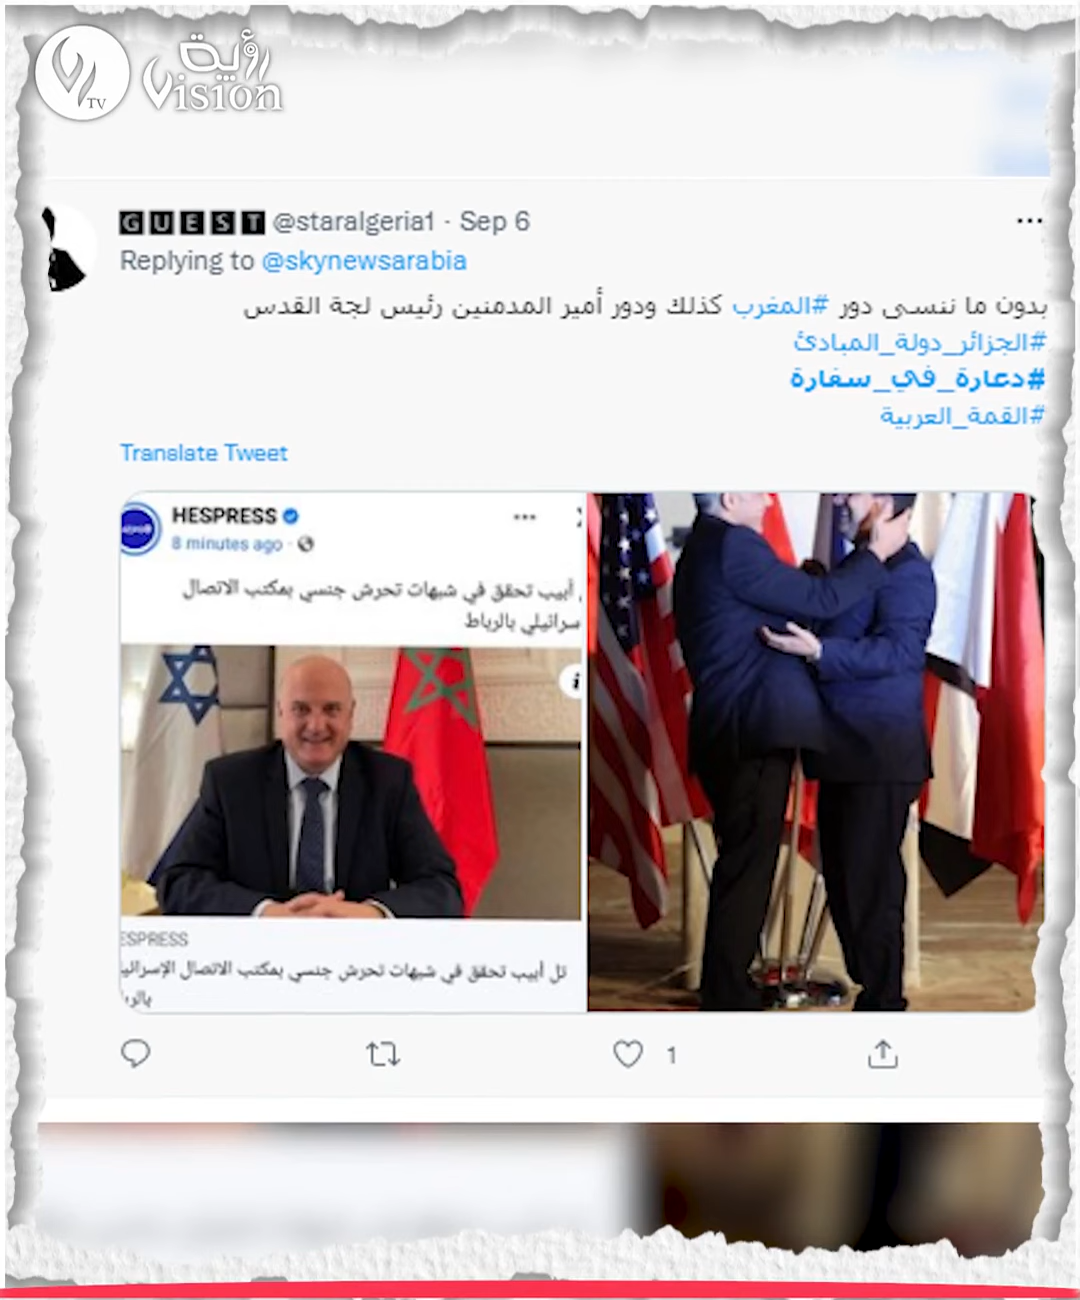 رؤية
Vision
TV
GUEST @staralgeria1 · Sep 6
Replying to @skynewsarabia
بدون ما ننسى دور #المغرب كذلك ودور أمير المدمنين رئيس لجة القدس
#الجزائر_دولة_المبادئ
#دعارة_في_سفارة
#القمة_العربية
Translate Tweet
HESPRESS
8 minutes ago
أبيب تحقق في شبهات تحرش جنسي بمكتب الاتصال
سرائيلي بالرباط
ESPRESS
تل أبيب تحقق في شبهات تحرش جنسي بمكتب الاتصال الإسرائي
بالر
1